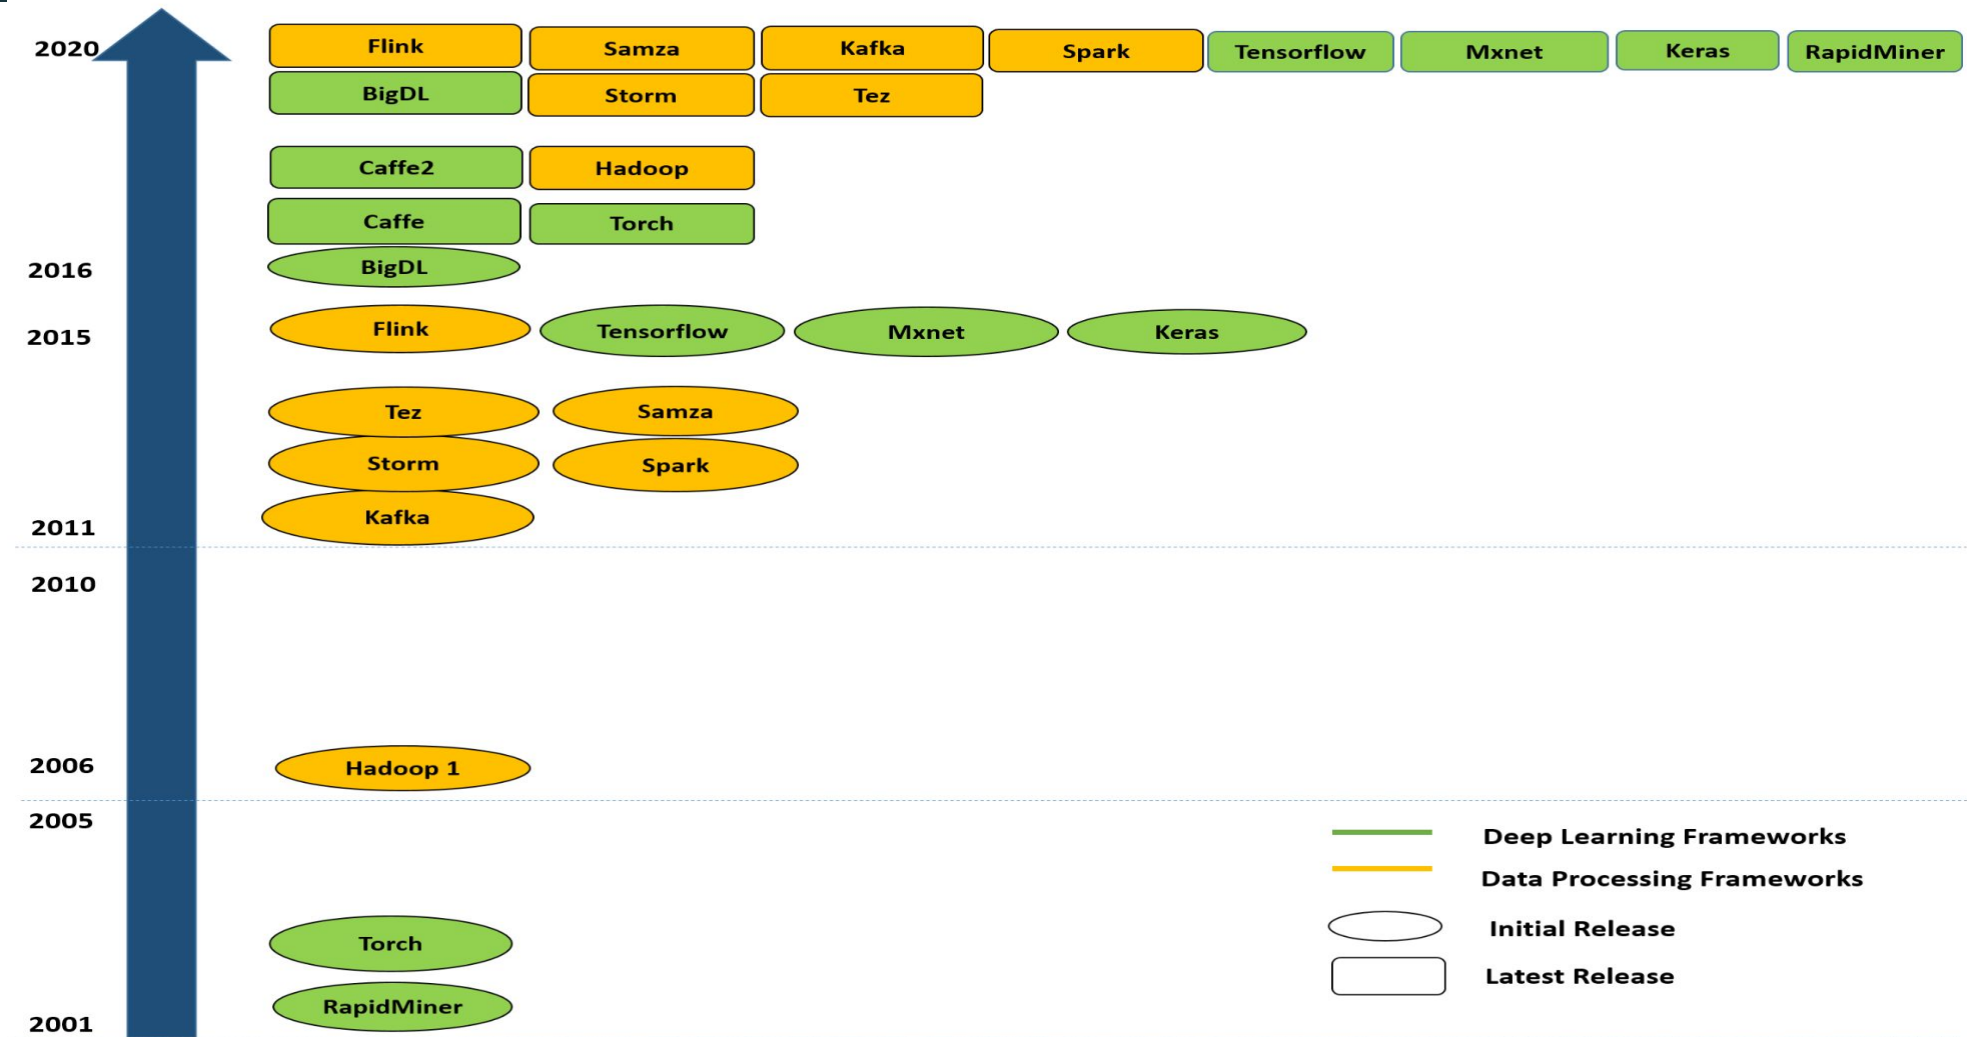 2020
Flink
Samza
Kafka
Spark
Tensorflow
Mxnet
Keras
RapidMiner
BigDL
Storm
Tez
Caffe2
Hadoop
Caffe
Torch
2016
BigDL
2015
Flink
Tensorflow
Mxnet
Keras
Tez
Samza
Storm
Spark
2011
Kafka
2010
2006
Hadoop 1
2005
Deep Learning Frameworks
Data Processing Frameworks
Torch
Initial Release
Latest Release
RapidMiner
2001